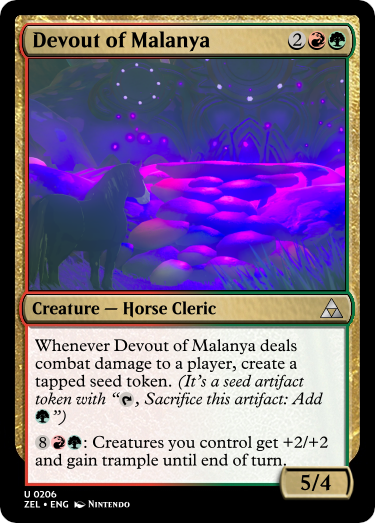 Devout of Malanya 2
Creature — Horse Cleric
Whenever Devout of Malanya deals
combat damage to a player, create a
tapped seed token. (It's a seed artifact
token with “, Sacrifice this artifact: Add
”)
8: Creatures you control get +2/+2
and gain trample until end of turn.
5/4
U 0206
ZEL • ENG Nintendo